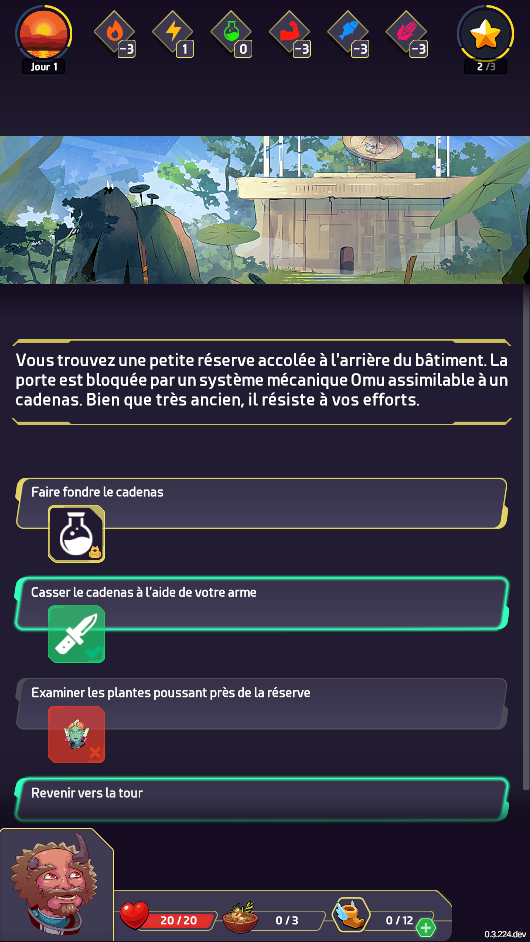 Jour 1
-3
1
0
-3
-3
-3
2 /3
Vous trouvez une petite réserve accolée à l'arrière du bâtiment. La
porte est bloquée par un système mécanique Omu assimilable à un
cadenas. Bien que très ancien, il résiste à vos efforts.
Faire fondre le cadenas
Casser le cadenas à l'aide de votre arme
Examiner les plantes poussant près de la réserve
Revenir vers la tour
20 / 20
0 / 3
0 / 12
0.3.224.dev